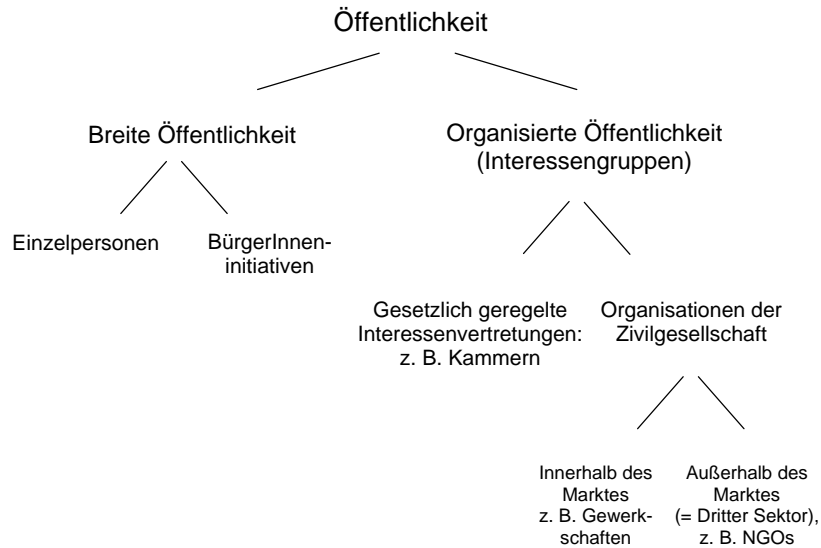 Öffentlichkeit
Breite Öffentlichkeit
Organisierte Öffentlichkeit
(Interessengruppen)
Einzelpersonen
BürgerInnen-
initiativen
Gesetzlich geregelte
Interessenvertretungen:
z. B. Kammern
Organisationen der
Zivilgesellschaft
Innerhalb des
Marktes
z. B. Gewerk-
schaften
Außerhalb des
Marktes
(= Dritter Sektor),
z. B. NGOs